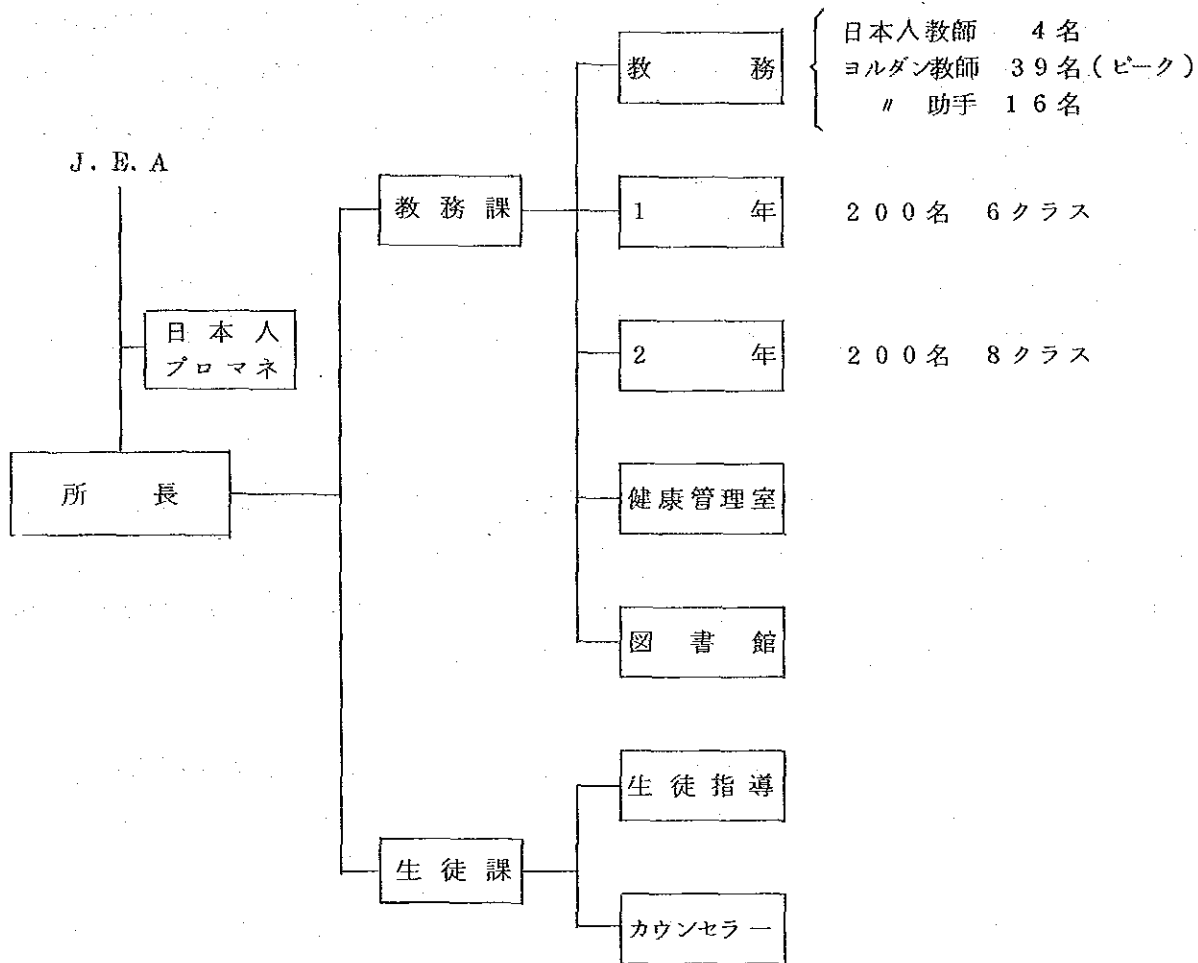 J. E. A
日本人
プロマネ
所長
教務課
教務
日本人教師 4名
ヨルダン教師 39名(ピーク)
〃 助手 16名
1年
200名 6クラス
2年
200名 8クラス
健康管理室
図書館
生徒課
生徒指導
カウンセラー